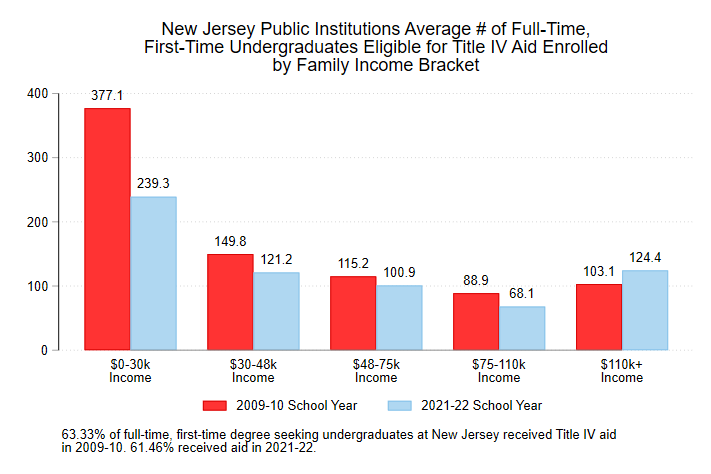 New Jersey Public Institutions Average # of Full-Time,
First-Time Undergraduates Eligible for Title IV Aid Enrolled
by Family Income Bracket
400
300
200
100
0
377.1
239.3
149.8
121.2
115.2
100.9
88.9
68.1
103.1
124.4
$0-30k
Income
$30-48k
Income
$48-75k
Income
$75-110k
Income
$110k+
Income
2009-10 School Year
2021-22 School Year
63.33% of full-time, first-time degree seeking undergraduates at New Jersey received Title IV aid
in 2009-10. 61.46% received aid in 2021-22.